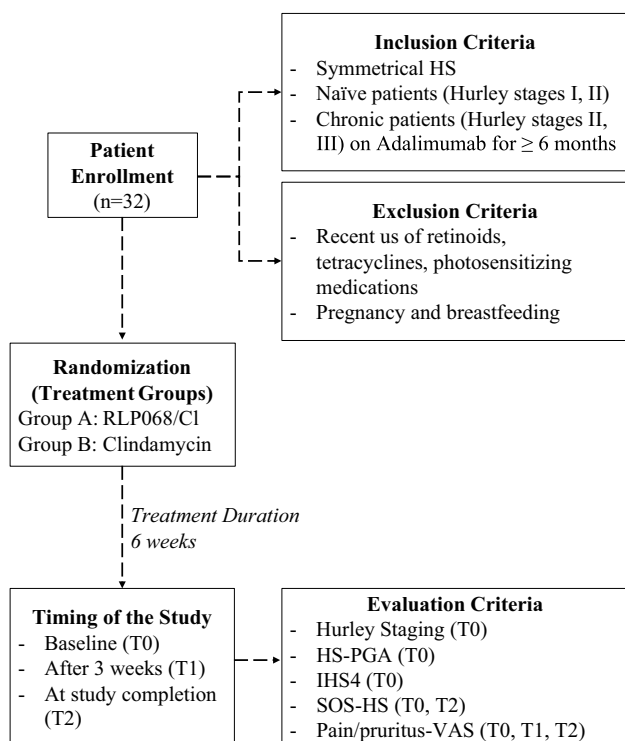 Inclusion Criteria
- Symmetrical HS
- Naïve patients (Hurley stages I, II)
- Chronic patients (Hurley stages II,
III) on Adalimumab for ≥ 6 months
Patient
Enrollment
(n=32)
Exclusion Criteria
- Recent us of retinoids,
tetracyclines, photosensitizing
medications
- Pregnancy and breastfeeding
Randomization
(Treatment Groups)
Group A: RLP068/Cl
Group B: Clindamycin
Treatment Duration
6 weeks
Timing of the Study
- Baseline (T0)
- After 3 weeks (T1)
- At study completion
(T2)
Evaluation Criteria
- Hurley Staging (T0)
- HS-PGA (T0)
- IHS4 (T0)
- SOS-HS (T0, T2)
- Pain/pruritus-VAS (T0, T1, T2)